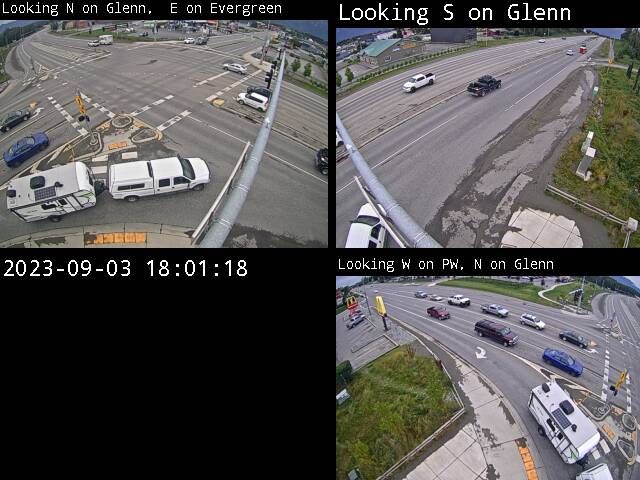 Looking N on Glenn,  E on Evergreen
Looking S on Glenn
2023-09-03 18:01:18
Looking W on PW, N on Glenn